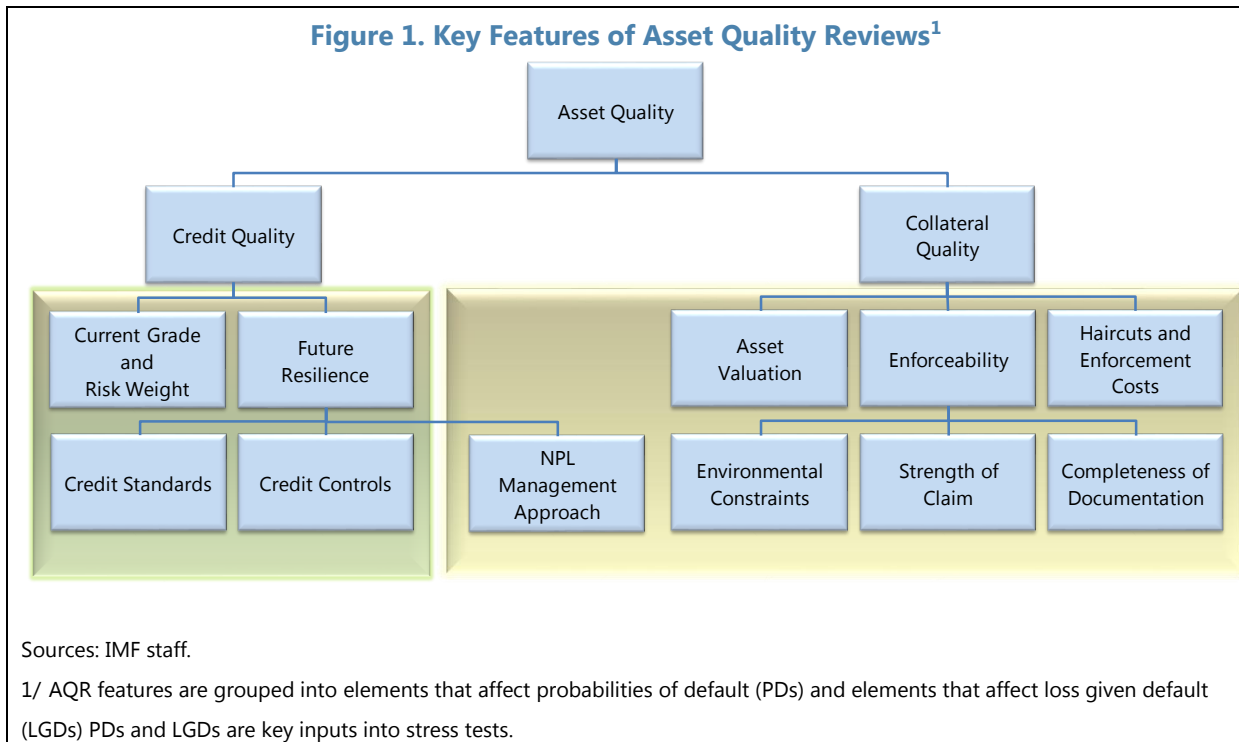 Figure 1. Key Features of Asset Quality Reviews1
Asset Quality
Credit Quality
Collateral
Quality
Current Grade
and
Risk Weight
Future
Resilience
Asset
Valuation
Enforceability
Haircuts and
Enforcement
Costs
Credit Standards
Credit Controls
NPL
Management
Approach
Environmental
Constraints
Strength of
Claim
Completeness of
Documentation
Sources: IMF staff.
1/ AQR features are grouped into elements that affect probabilities of default (PDs) and elements that affect loss given default
(LGDs) PDs and LGDs are key inputs into stress tests.